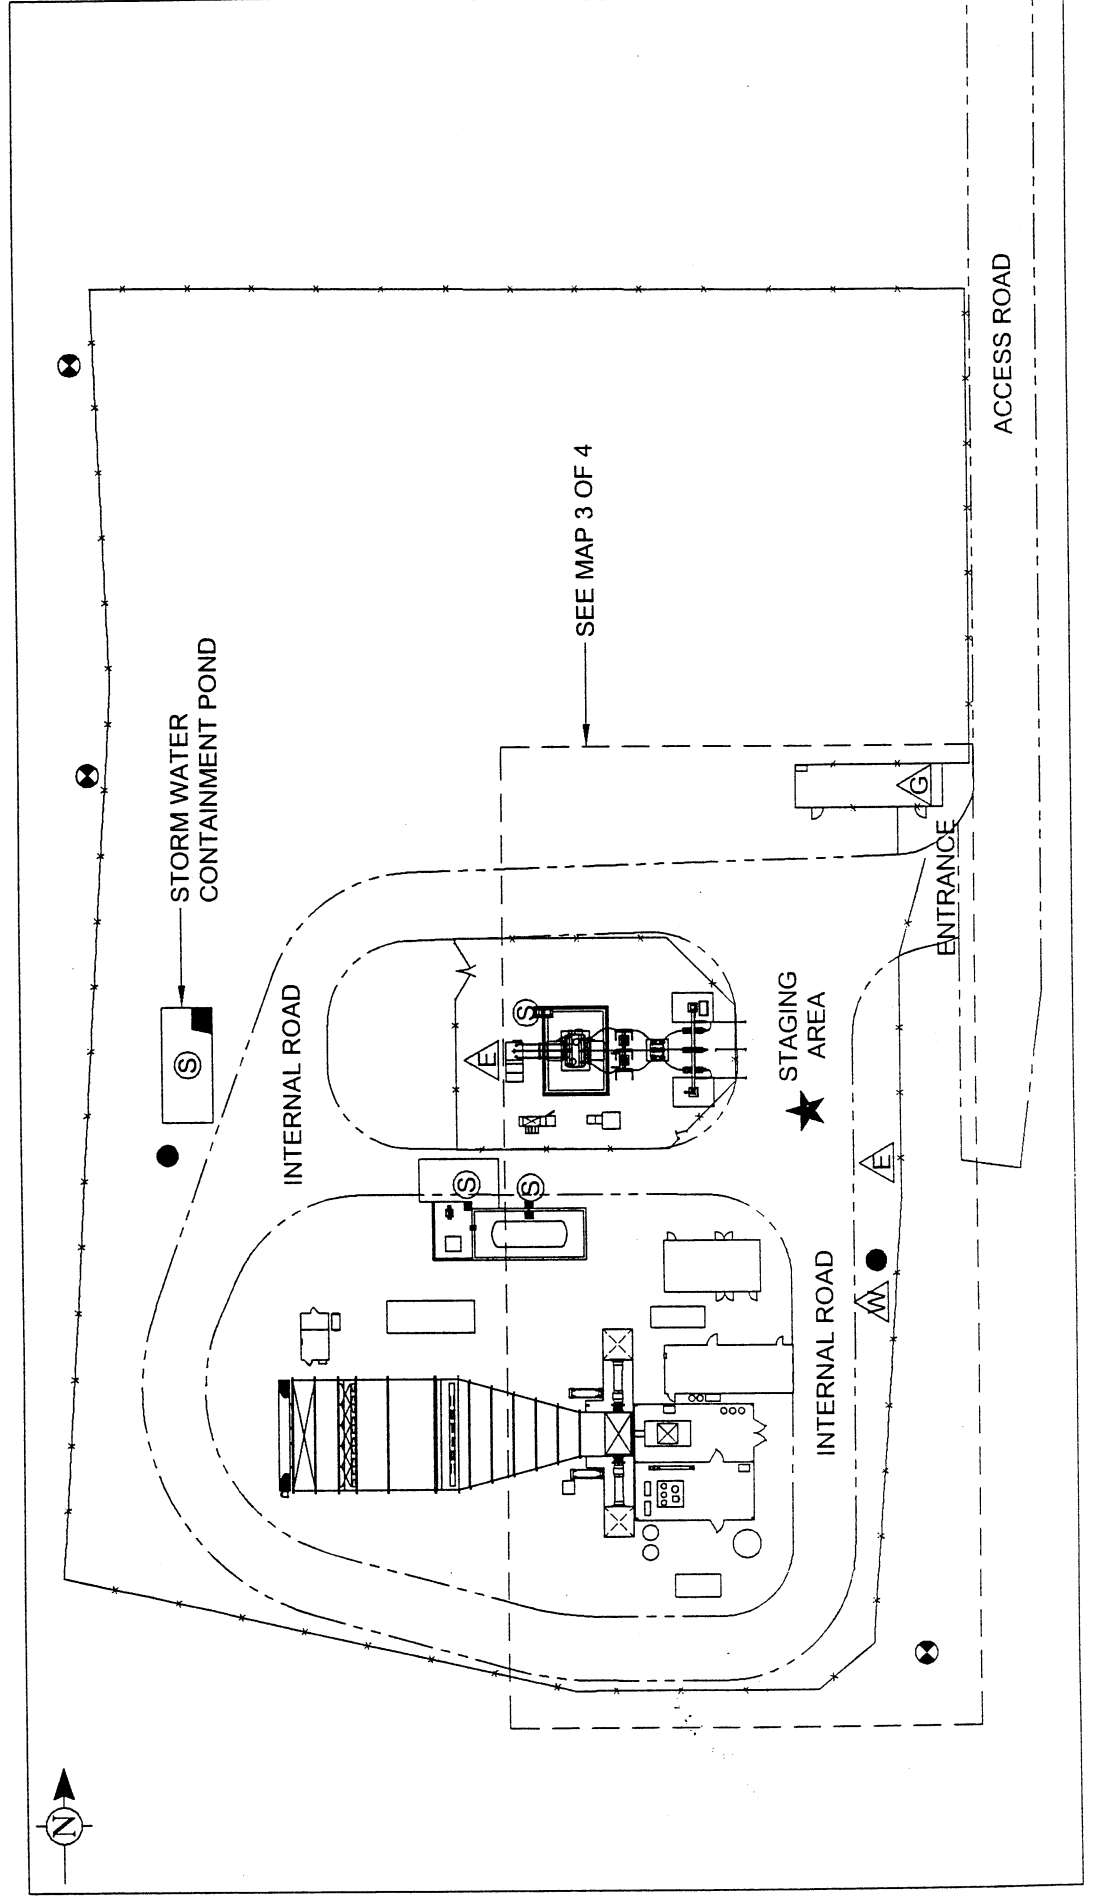 STORM WATER
CONTAINMENT POND
S
INTERNAL ROAD
SEE MAP 3 OF 4
ACCESS ROAD
G
ENTRANCE
E
S
STAGING
AREA
S
S
E
W
INTERNAL ROAD
N